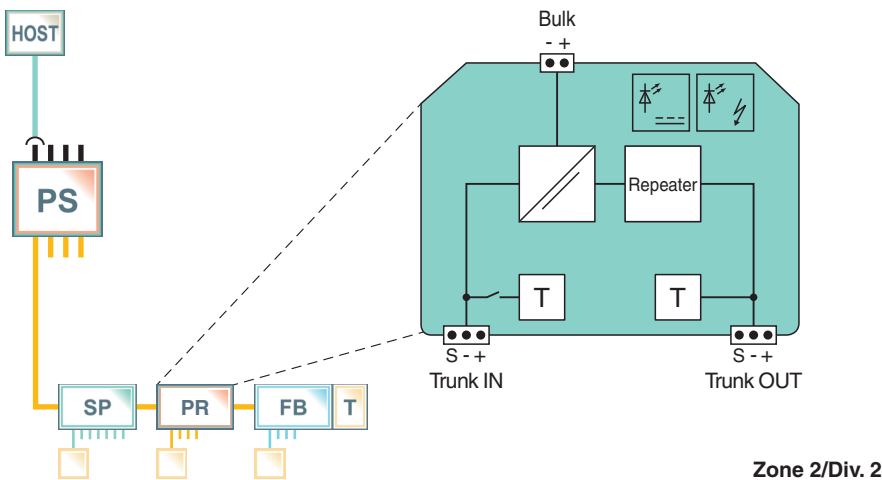 HOST
PS
SP
PR
FB
T
Bulk
- +
Repeater
T
T
S - +
Trunk IN
S - +
Trunk OUT
Zone 2/Div. 2